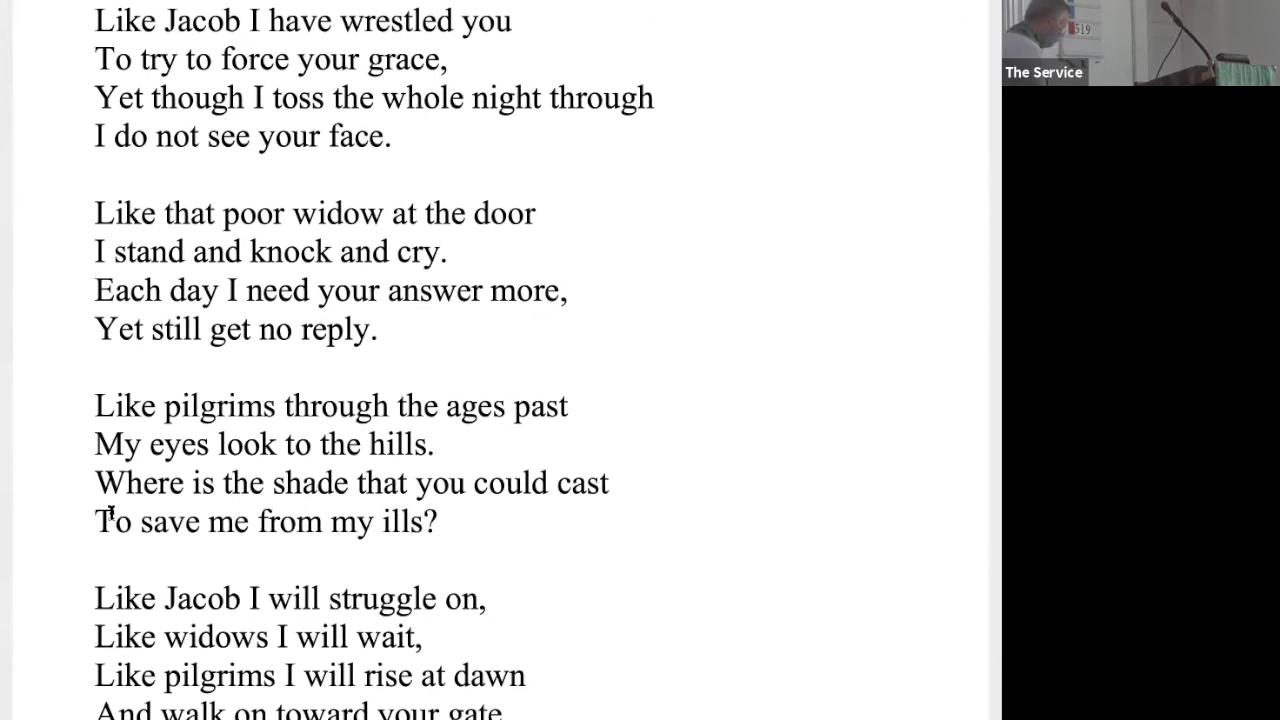 Like Jacob I have wrestled you
To try to force your grace,
Yet though I toss the whole night through
I do not see your face.
Like that poor widow at the door
I stand and knock and cry.
Each day I need your answer more,
Yet still get no reply.
Like pilgrims through the ages past
My eyes look to the hills.
Where is the shade that you could cast
To save me from my ills?
Like Jacob I will struggle on,
Like widows I will wait,
Like pilgrims I will rise at dawn
And walk on toward your gate
519
The Service